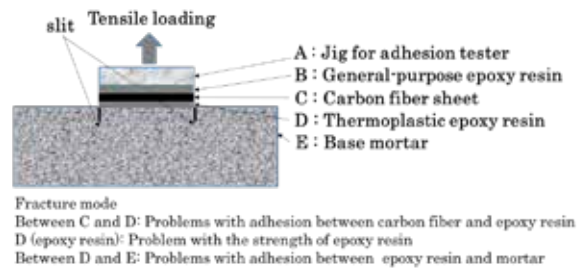 slit
Tensile loading
A : Jig for adhesion tester
B : General-purpose epoxy resin
C : Carbon fiber sheet
D : Thermoplastic epoxy resin
E : Base mortar
Fracture mode
Between C and D: Problems with adhesion between carbon fiber and epoxy resin
D (epoxy resin): Problem with the strength of epoxy resin
Between D and E: Problems with adhesion between epoxy resin and mortar